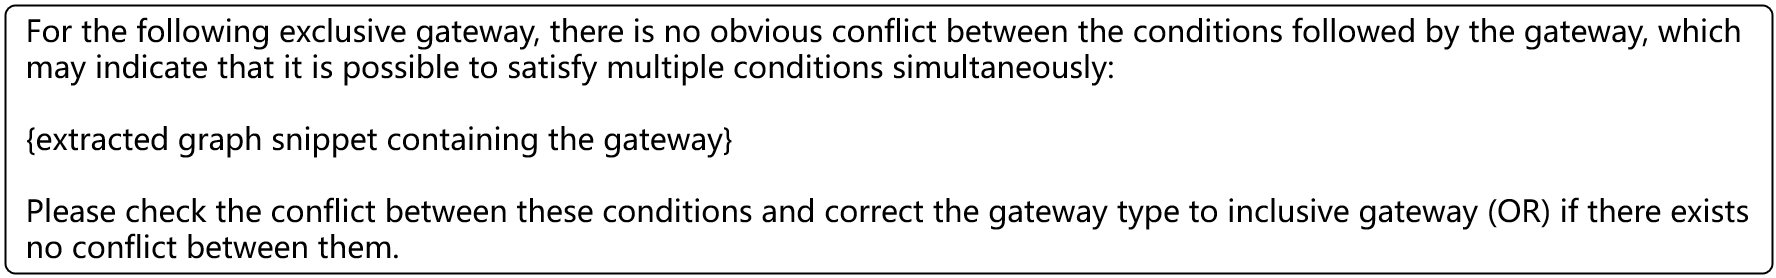 For the following exclusive gateway, there is no obvious conflict between the conditions followed by the gateway, which
may indicate that it is possible to satisfy multiple conditions simultaneously:
{extracted graph snippet containing the gateway}
Please check the conflict between these conditions and correct the gateway type to inclusive gateway (OR) if there exists
no conflict between them.